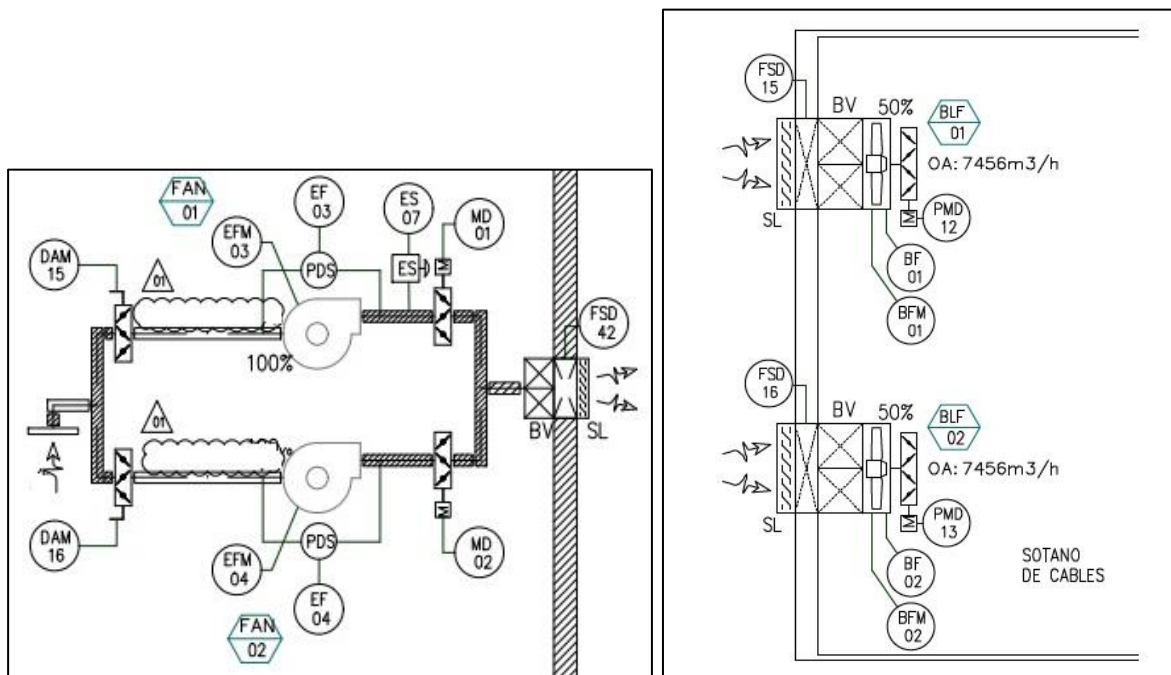 FAN
01
EF
03
ES
07
MD
01
EFM
03
DAM
15
01
PDS
ES
M
FSD
42
100%
01
BV
SL
M
DAM
16
EFM
04
PDS
MD
02
EF
04
FAN
02
FSD
15
BV
50%
BLF
01
OA: 7456m3/h
M
PMD
12
SL
BF
01
BFM
01
FSD
16
BV
50%
BLF
02
OA: 7456m3/h
M
PMD
13
SL
BF
02
BFM
02
SOTANO
DE CABLES